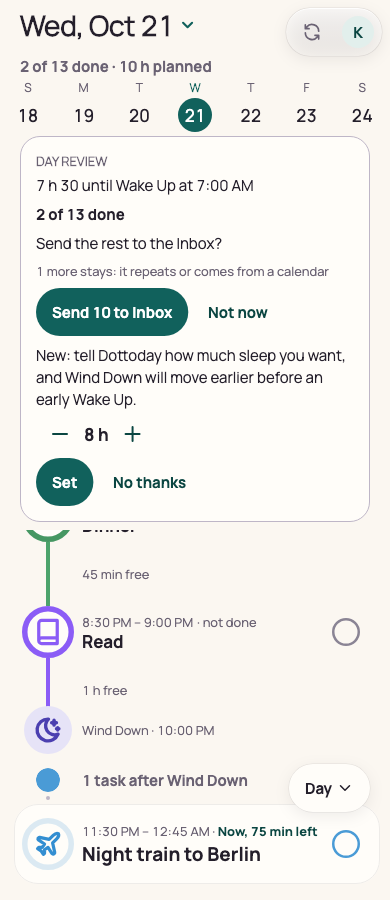 Wed, Oct 21
K
2 of 13 done · 10 h planned
S M T W T F S
18 19 20 21 22 23 24
DAY REVIEW
7 h 30 until Wake Up at 7:00 AM
2 of 13 done
Send the rest to the Inbox?
1 more stays: it repeats or comes from a calendar
Send 10 to Inbox Not now
New: tell Dottoday how much sleep you want,
and Wind Down will move earlier before an
early Wake Up.
8 h
Set No thanks
Dinner
45 min free
8:30 PM – 9:00 PM · not done
Read
1 h free
Wind Down · 10:00 PM
1 task after Wind Down
Day
11:30 PM – 12:45 AM · Now, 75 min left
Night train to Berlin